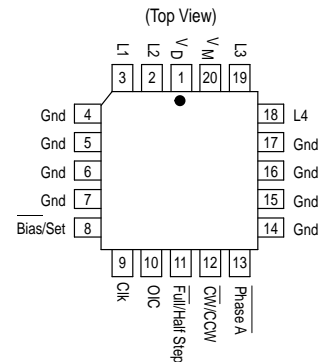 (Top View)
L1 L2 VD VM L3
3 2 1 20 19
Gnd 4
Gnd 5
Gnd 6
Gnd 7
Bias/Set 8
18 L4
17 Gnd
16 Gnd
15 Gnd
14 Gnd
9 10 11 12 13
Clk
OIC
Full/Half Step
CW/CCW
Phase A